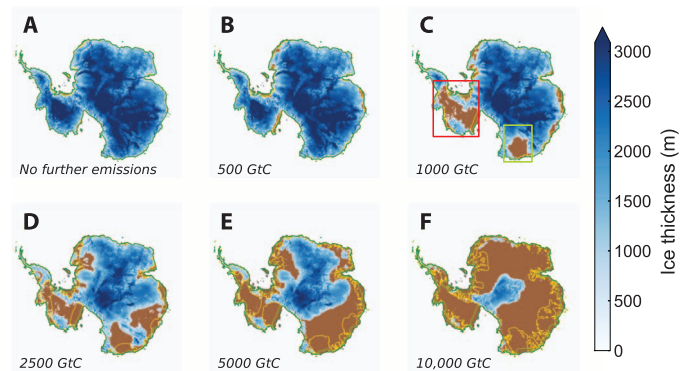 A
B
C
No further emissions
500 GtC
1000 GtC
D
E
F
2500 GtC
5000 GtC
10,000 GtC
3000
2500
2000
1500
1000
500
0
Ice thickness (m)